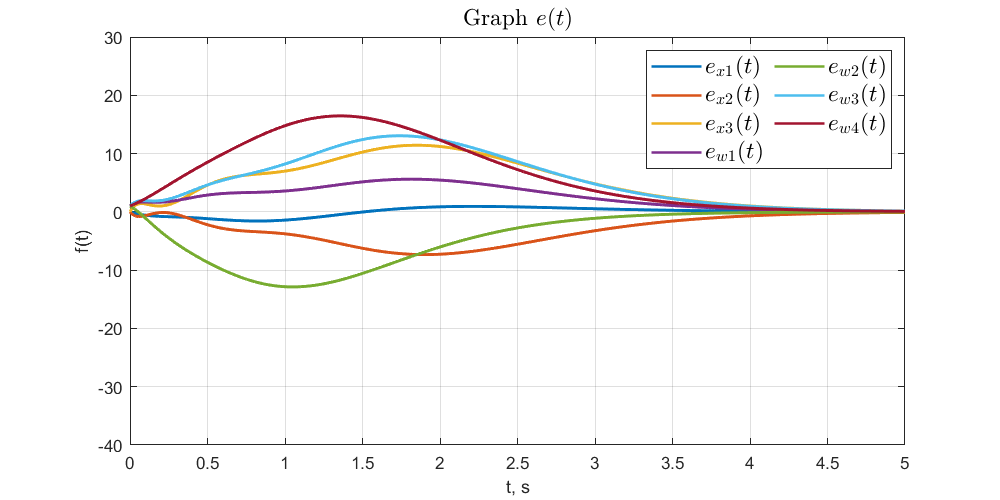 Graph e(t)
30
20
10
0
-10
-20
-30
-40
f(t)
e_{x1}(t) e_{w2}(t)
e_{x2}(t) e_{w3}(t)
e_{x3}(t) e_{w4}(t)
e_{w1}(t)
0 0.5 1 1.5 2 2.5 3 3.5 4 4.5 5
t, s